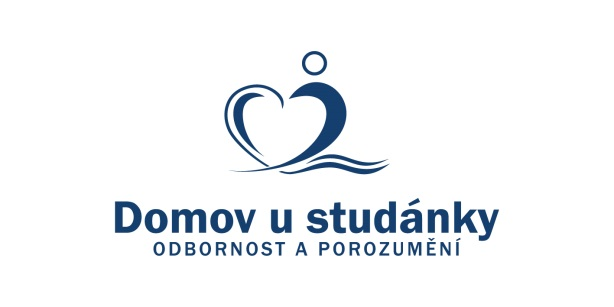 Domov u studánky
ODBORNOST A POROZUMĚNÍ